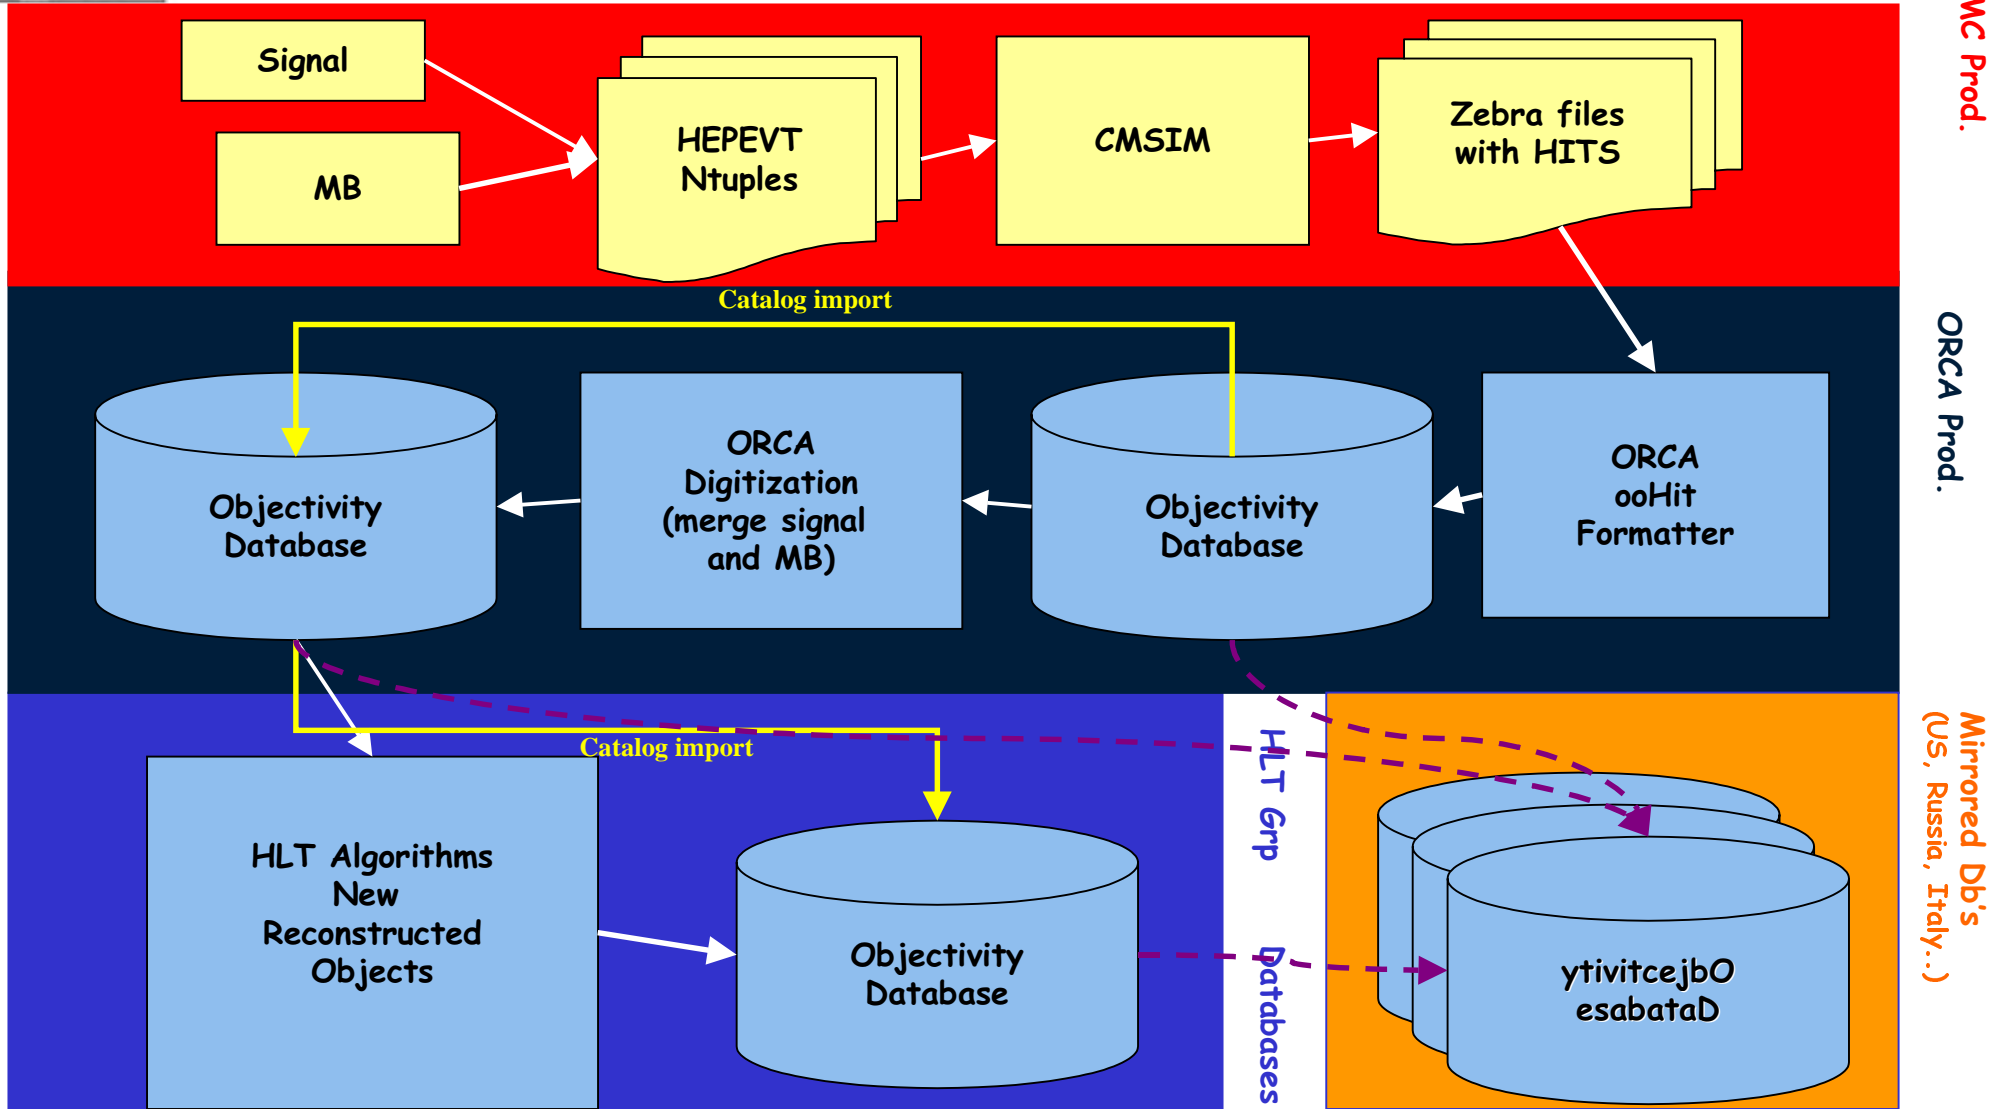 Signal
MB
HEPEVT
Ntuples
CMSIM
Zebra files
with HITS
MC Prod.
Catalog import
Objectivity
Database
ORCA
Digitization
(merge signal
and MB)
Objectivity
Database
ORCA
ooHit
Formatter
ORCA Prod.
Catalog import
HLT Algorithms
New
Reconstructed
Objects
Objectivity
Database
HLT Grp Databases
ytivitcejbO
esabataD
Mirrored Db's
(US, Russia, Italy..)